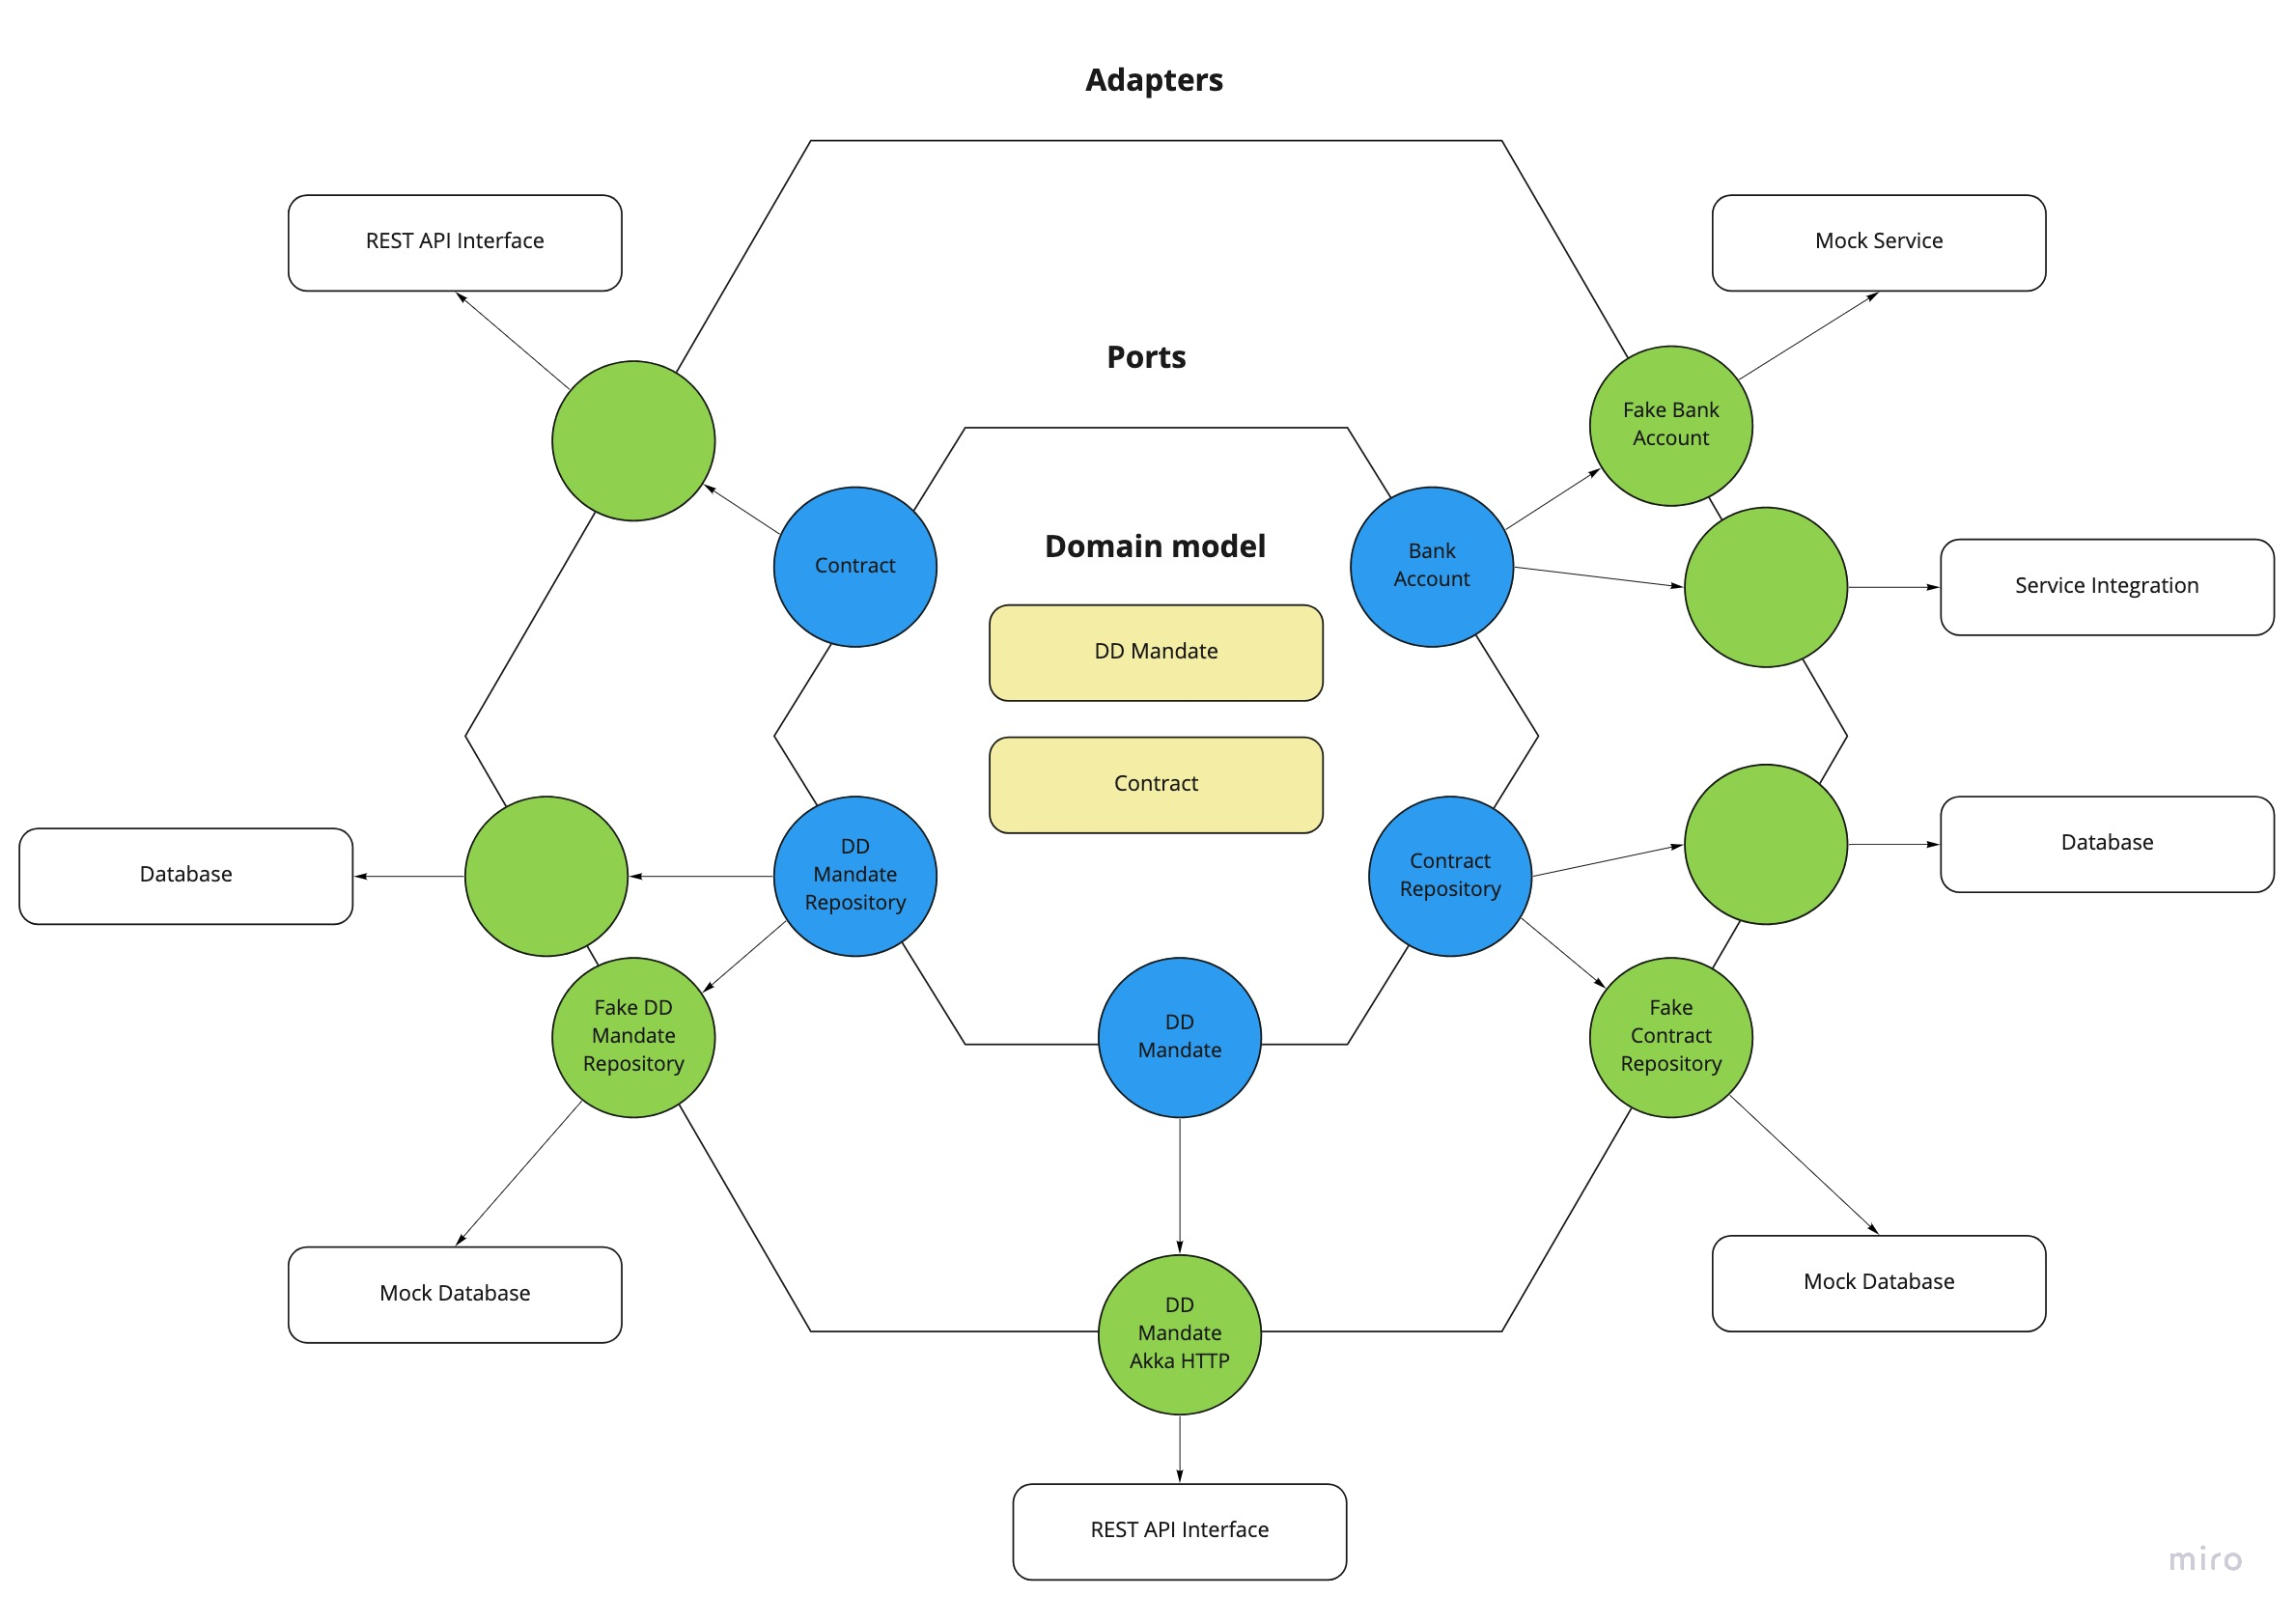 Adapters
REST API Interface
Mock Service
Ports
Fake Bank
Account
Domain model
Contract
Bank
Account
Service Integration
DD Mandate
Contract
Database
DD
Mandate
Repository
Contract
Repository
Database
Fake DD
Mandate
Repository
DD
Mandate
Fake
Contract
Repository
Mock Database
DD
Mandate
Akka HTTP
Mock Database
REST API Interface
miro